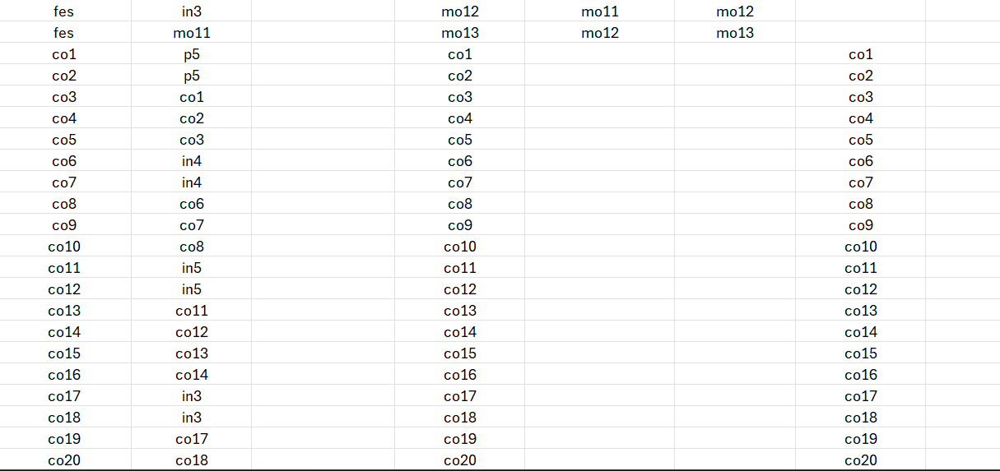 fes in3 mo12 mo11 mo12
fes mo11 mo13 mo12 mo13
co1 p5 co1 co1
co2 p5 co2 co2
co3 co1 co3 co3
co4 co2 co4 co4
co5 co3 co5 co5
co6 in4 co6 co6
co7 in4 co7 co7
co8 co6 co8 co8
co9 co7 co9 co9
co10 co8 co10 co10
co11 in5 co11 co11
co12 in5 co12 co12
co13 co11 co13 co13
co14 co12 co14 co14
co15 co13 co15 co15
co16 co14 co16 co16
co17 in3 co17 co17
co18 in3 co18 co18
co19 co17 co19 co19
co20 co18 co20 co20